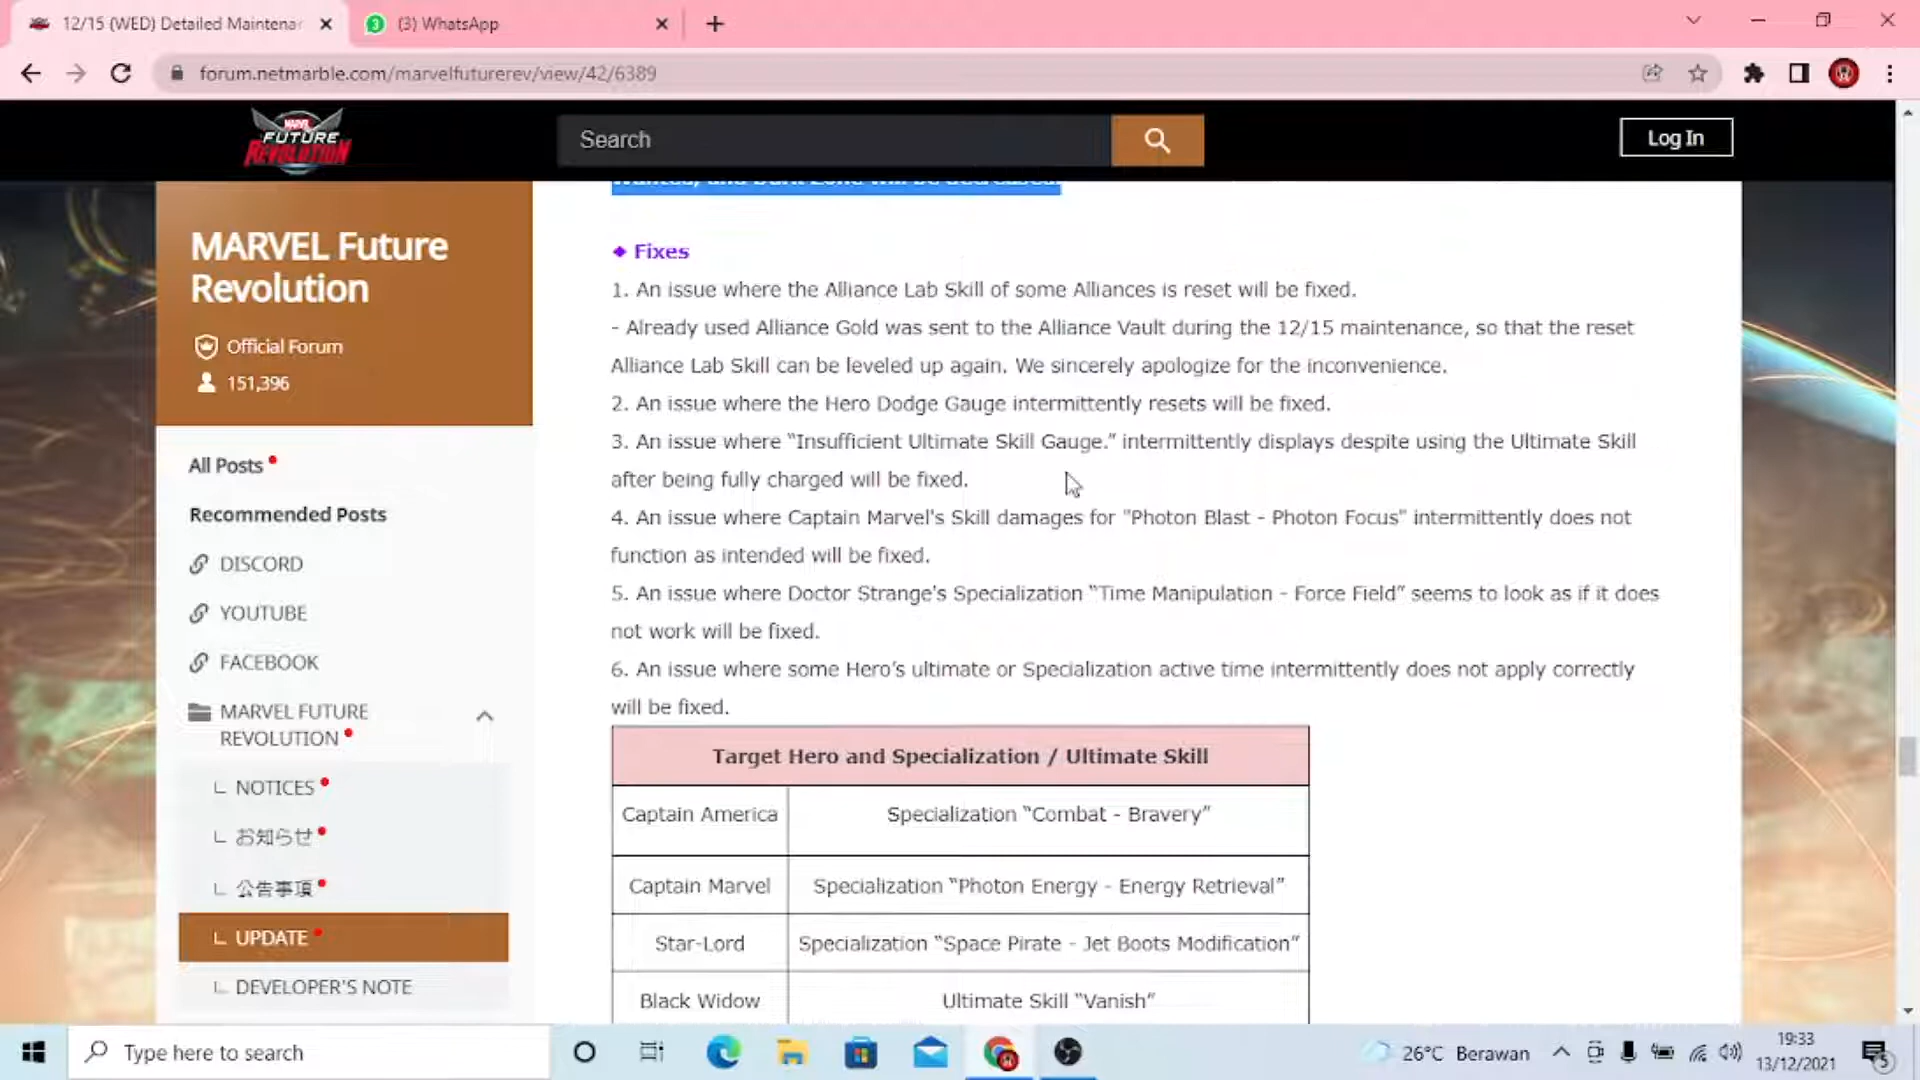 12/15 (WED) Detailed Maintenan
(3) WhatsApp
forum.netmarble.com/marvelfuturerev/view/42/6389
MARVEL
FUTURE
REVOLUTION
Search
Log In
Wanted, and Dark Zone will be decreased.
MARVEL Future
Revolution
Official Forum
151,396
All Posts
Recommended Posts
DISCORD
YOUTUBE
FACEBOOK
MARVEL FUTURE
REVOLUTION
NOTICES
お知らせ
公告事項
UPDATE
DEVELOPER'S NOTE
◆ Fixes
1. An issue where the Alliance Lab Skill of some Alliances is reset will be fixed.
- Already used Alliance Gold was sent to the Alliance Vault during the 12/15 maintenance, so that the reset
Alliance Lab Skill can be leveled up again. We sincerely apologize for the inconvenience.
2. An issue where the Hero Dodge Gauge intermittently resets will be fixed.
3. An issue where “Insufficient Ultimate Skill Gauge.” intermittently displays despite using the Ultimate Skill
after being fully charged will be fixed.
4. An issue where Captain Marvel's Skill damages for "Photon Blast - Photon Focus" intermittently does not
function as intended will be fixed.
5. An issue where Doctor Strange's Specialization “Time Manipulation - Force Field” seems to look as if it does
not work will be fixed.
6. An issue where some Hero’s ultimate or Specialization active time intermittently does not apply correctly
will be fixed.
Target Hero and Specialization / Ultimate Skill
Captain America Specialization “Combat - Bravery”
Captain Marvel Specialization “Photon Energy - Energy Retrieval”
Star-Lord Specialization “Space Pirate - Jet Boots Modification”
Black Widow Ultimate Skill “Vanish”
Type here to search
26°C Berawan
19:33
13/12/2021
5